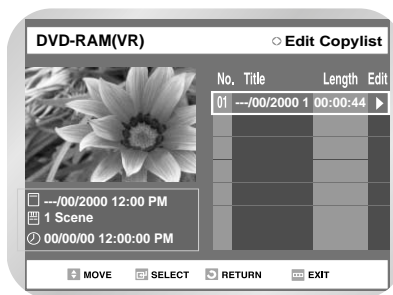 DVD-RAM(VR) Edit Copylist
No. Title Length Edit
01 ---/00/2000 1 00:00:44
---/00/2000 12:00 PM
1 Scene
00/00/00 12:00:00 PM
MOVE SELECT RETURN EXIT